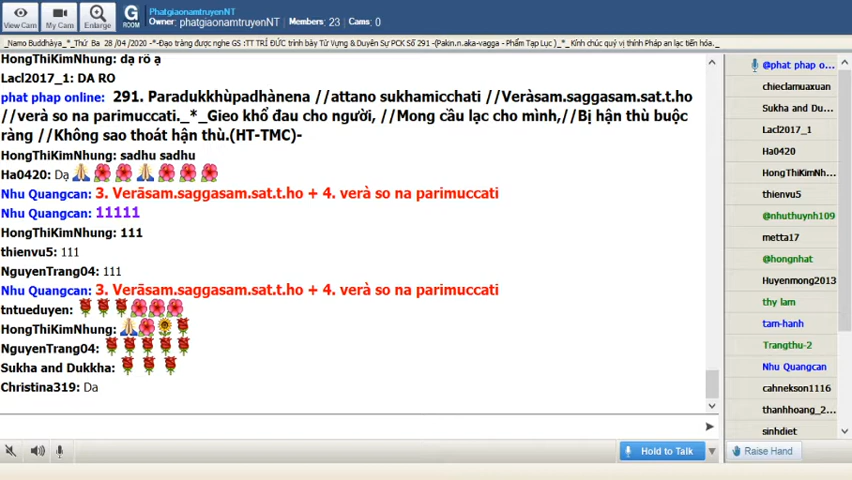 View Cam
My Cam
Enlarge
G
ROOM
PhatgiaonamtruyenNT
Owner: phatgiaonamtruyenNT Members: 23 Cams: 0
_Namo Buddhàya_*_Thứ Ba 28 /04 /2020 -*-Đạo tràng được nghe GS :TT TRÍ ĐỨC trình bày Tứ Vựng & Duyên Sự PCK Số 291 -(Pakin.n.aka-vagga - Phẩm Tạp Lục )_*_ Kính chúc quý vị thính Pháp an lạc tiến hóa._
HongThiKimNhung: dạ rõ ạ
Lacl2017_1: DA RO
phat phap online: 291. Paradukkhùpadhànena //attano sukhamicchati //Veràsam.saggasam.sat.t.ho
//verà so na parimuccati._*_Gieo khổ đau cho người, //Mong cầu lạc cho mình,//Bị hận thù buộc
ràng //Không sao thoát hận thù.(HT-TMC)-
HongThiKimNhung: sadhu sadhu
Ha0420: Dạ
Nhu Quangcan: 3. Verāsam.saggasam.sat.t.ho + 4. verà so na parimuccati
Nhu Quangcan: 11111
HongThiKimNhung: 111
thienvu5: 111
NguyenTrang04: 111
Nhu Quangcan: 3. Verāsam.saggasam.sat.t.ho + 4. verà so na parimuccati
tntueduyen:
HongThiKimNhung:
NguyenTrang04:
Sukha and Dukkha:
Christina319: Da
Hold to Talk
@phat phap o...
chieclamuaxuan
Sukha and Du...
Lacl2017_1
Ha0420
HongThiKimNh...
thienvu5
@nhuthuynh109
metta17
@hongnhat
Huyenmong2013
thy lam
tam-hanh
Trangthu-2
Nhu Quangcan
cahnekson1116
thanhhoang_2...
sinhdiet
Raise Hand